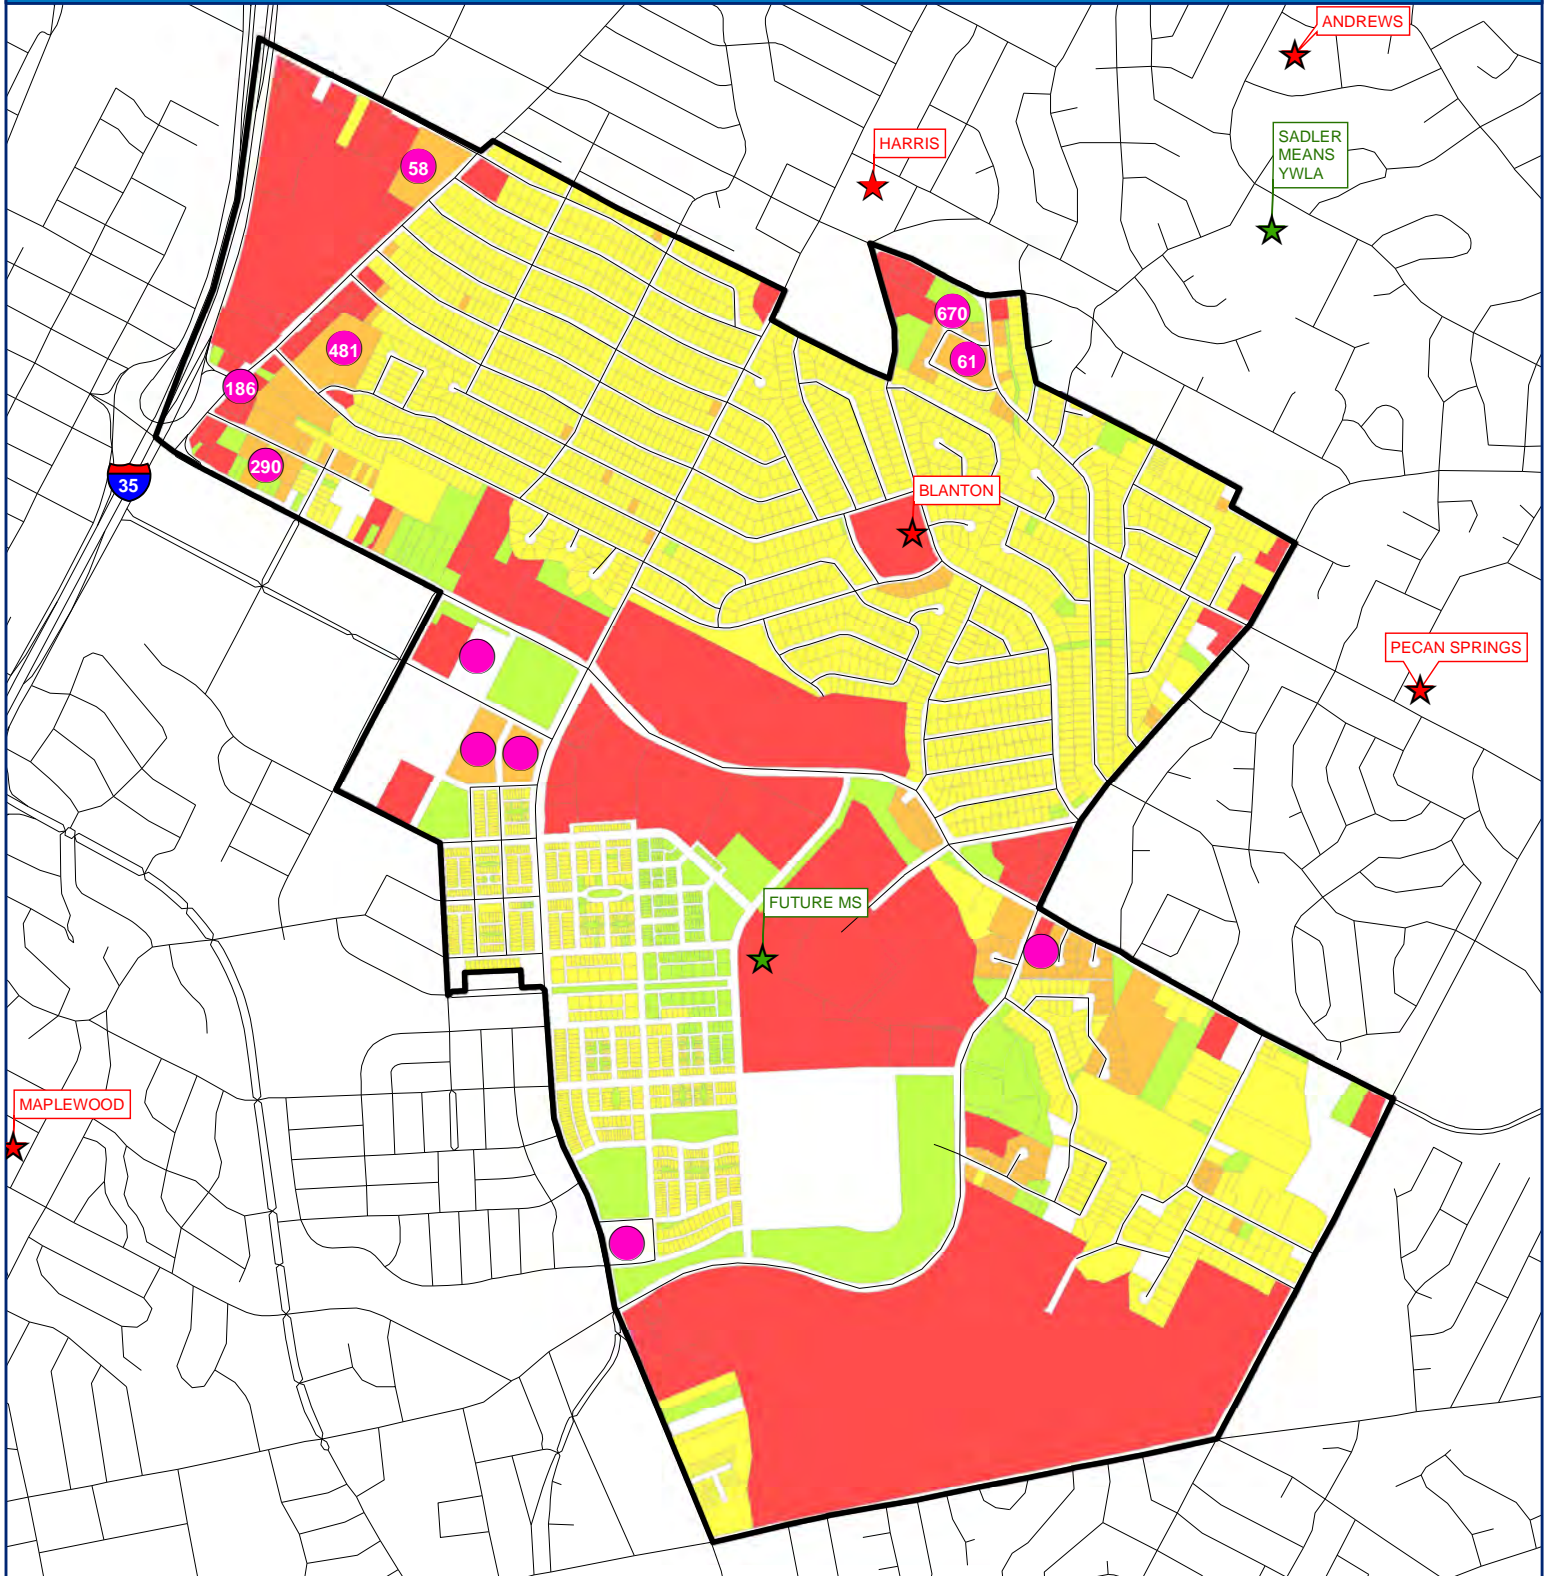 ANDREWS
HARRIS
SADLER
MEANS
YWLA
58
670
481
61
186
290
35
BLANTON
PECAN SPRINGS
FUTURE MS
MAPLEWOOD